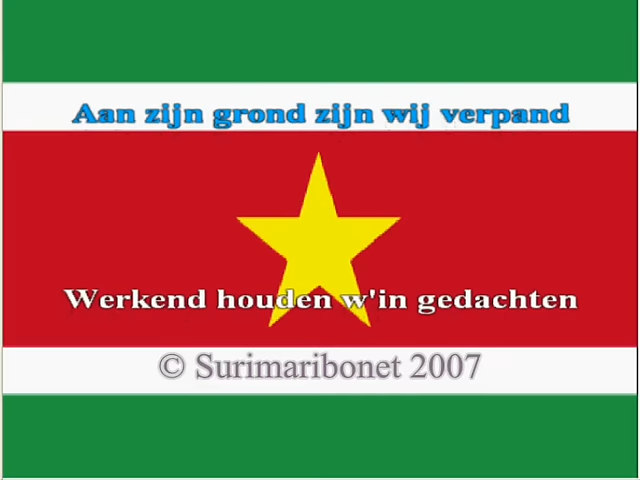 Aan zijn grond zijn wij verpand
Werkend houden w'in gedachten
© Surimaribonet 2007